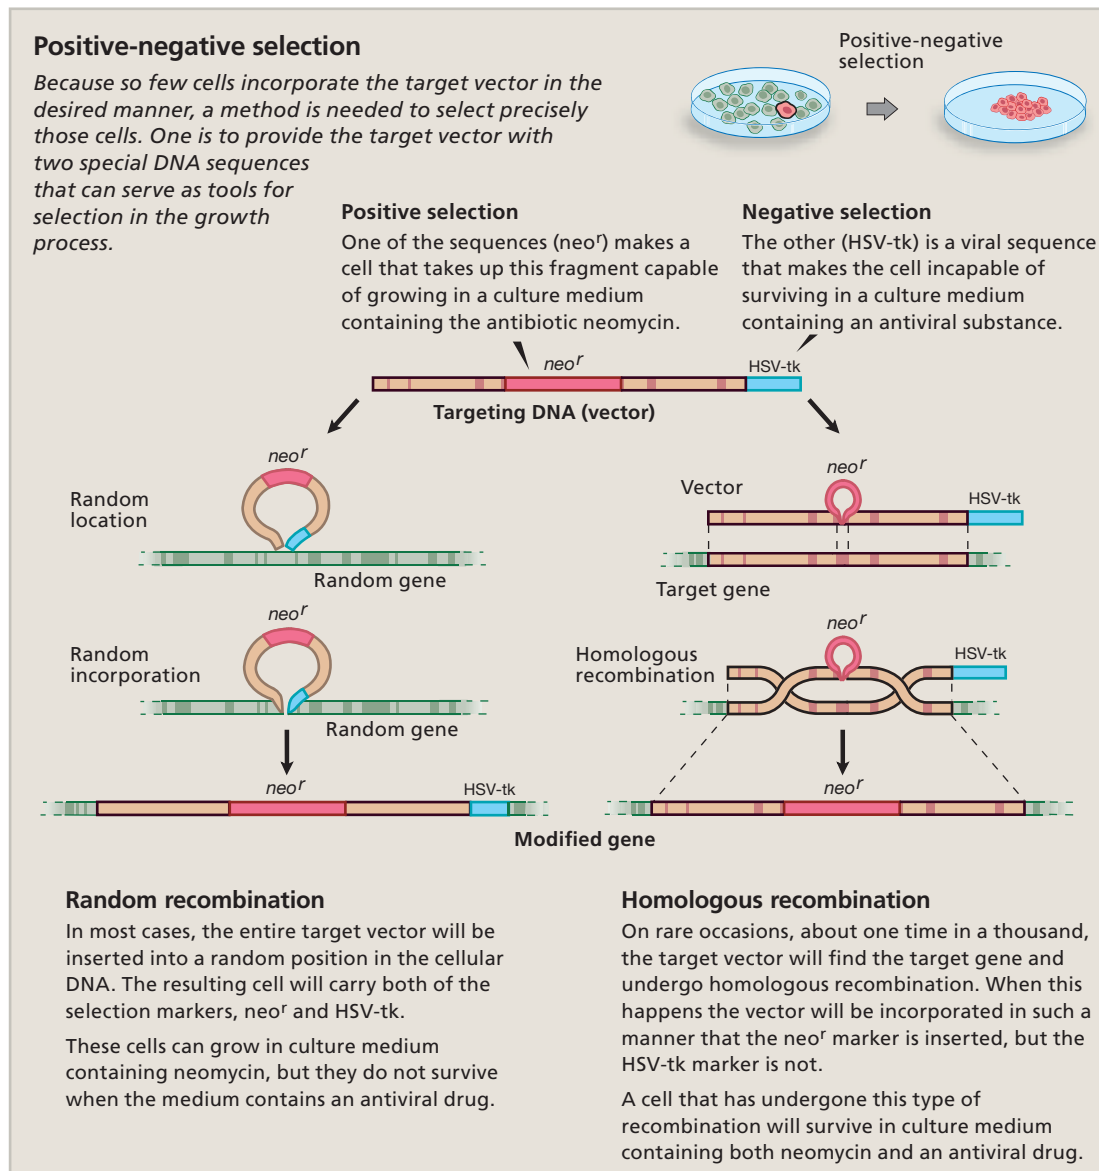 Positive-negative selection
Because so few cells incorporate the target vector in the
desired manner, a method is needed to select precisely
those cells. One is to provide the target vector with
two special DNA sequences
that can serve as tools for
selection in the growth
process.
Positive-negative
selection
Positive selection
One of the sequences (neoʳ) makes a
cell that takes up this fragment capable
of growing in a culture medium
containing the antibiotic neomycin.
Negative selection
The other (HSV-tk) is a viral sequence
that makes the cell incapable of
surviving in a culture medium
containing an antiviral substance.
neoʳ
HSV-tk
Targeting DNA (vector)
neoʳ
Random
location
Random gene
neoʳ
Vector
HSV-tk
Target gene
neoʳ
Random
incorporation
Random gene
neoʳ
Homologous
recombination
HSV-tk
neoʳ
HSV-tk
neoʳ
Modified gene
Random recombination
In most cases, the entire target vector will be
inserted into a random position in the cellular
DNA. The resulting cell will carry both of the
selection markers, neoʳ and HSV-tk.
These cells can grow in culture medium
containing neomycin, but they do not survive
when the medium contains an antiviral drug.
Homologous recombination
On rare occasions, about one time in a thousand,
the target vector will find the target gene and
undergo homologous recombination. When this
happens the vector will be incorporated in such a
manner that the neoʳ marker is inserted, but the
HSV-tk marker is not.
A cell that has undergone this type of
recombination will survive in culture medium
containing both neomycin and an antiviral drug.